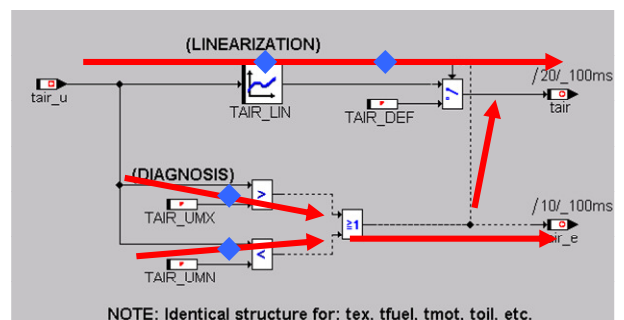 (LINEARIZATION)
/20/_100ms
tair_u
TAIR_LIN
TAIR_DEF
tair
(DIAGNOSIS)
>
TAIR_UMX
≧1
/10/_100ms
<
TAIR_UMN
NOTE: Identical structure for: tex, tfuel, tmot, toil, etc.